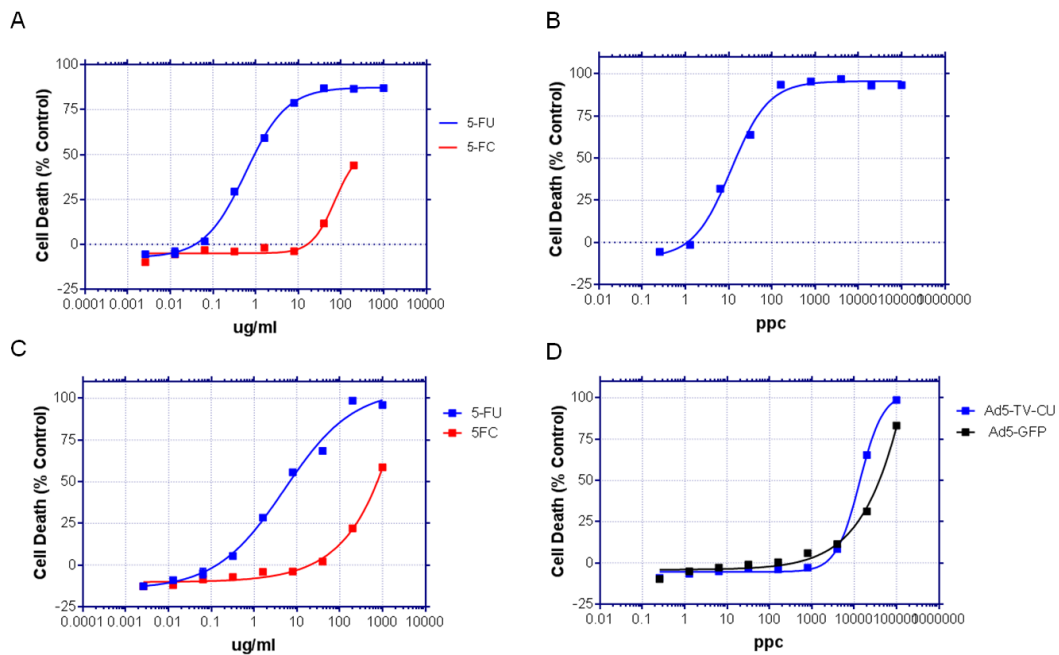 A
Cell Death (% Control)
100
75
50
25
0
-25
0.0001 0.001 0.01 0.1 1 10 100 1000 10000
ug/ml
5-FU
5-FC
B
Cell Death (% Control)
100
75
50
25
0
-25
0.01 0.1 1 10 100 1000 10000 100000 1000000
ppc
C
Cell Death (% Control)
100
75
50
25
0
-25
0.0001 0.001 0.01 0.1 1 10 100 1000 10000
ug/ml
5-FU
5FC
D
Cell Death (% Control)
100
75
50
25
0
-25
0.01 0.1 1 10 100 1000 10000 100000 1000000
ppc
Ad5-TV-CU
Ad5-GFP